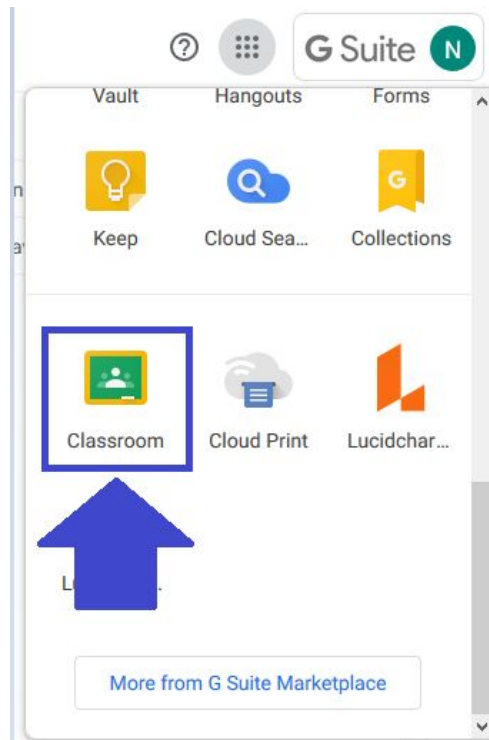 G Suite N
Vault Hangouts Forms
G
Keep Cloud Sea... Collections
Classroom Cloud Print Lucidchar...
More from G Suite Marketplace